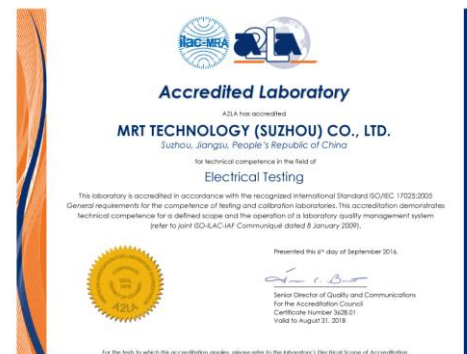 ilac-MRA
A2LA
Accredited Laboratory
A2LA has accredited
MRT TECHNOLOGY (SUZHOU) CO., LTD.
Suzhou, Jiangsu, People's Republic of China
for technical competence in the field of
Electrical Testing
This laboratory is accredited in accordance with the recognized International Standard ISO/IEC 17025:2005
General requirements for the competence of testing and calibration laboratories. This accreditation demonstrates
technical competence for a defined scope and the operation of a laboratory quality management system
(refer to joint ISO-ILAC-IAF Communiqué dated 8 January 2009).
Presented this 6th day of September 2016.
Senior Director of Quality and Communications
For the Accreditation Council
Certificate Number 3628.01
Valid to August 31, 2018
SEAL
A2LA
For the tests to which this accreditation applies, please refer to the laboratory's Electrical Scope of Accreditation.